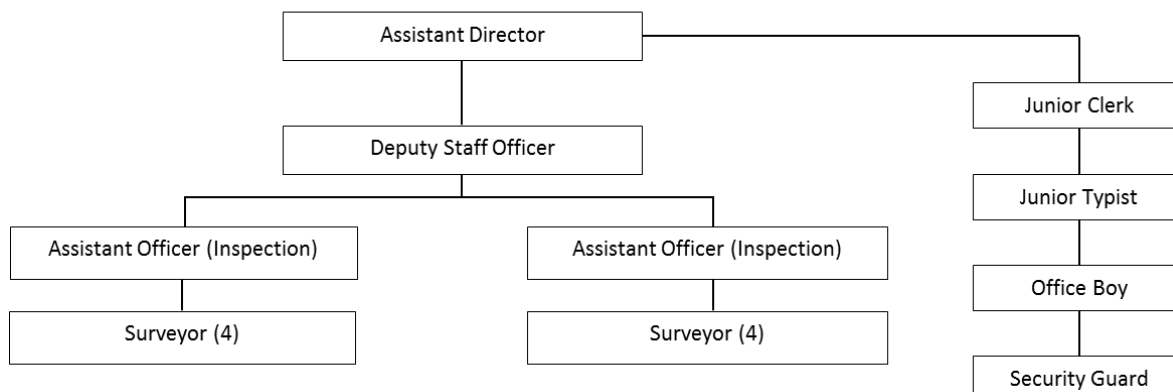 Assistant Director
Junior Clerk
Deputy Staff Officer
Junior Typist
Assistant Officer (Inspection)
Assistant Officer (Inspection)
Office Boy
Surveyor (4)
Surveyor (4)
Security Guard